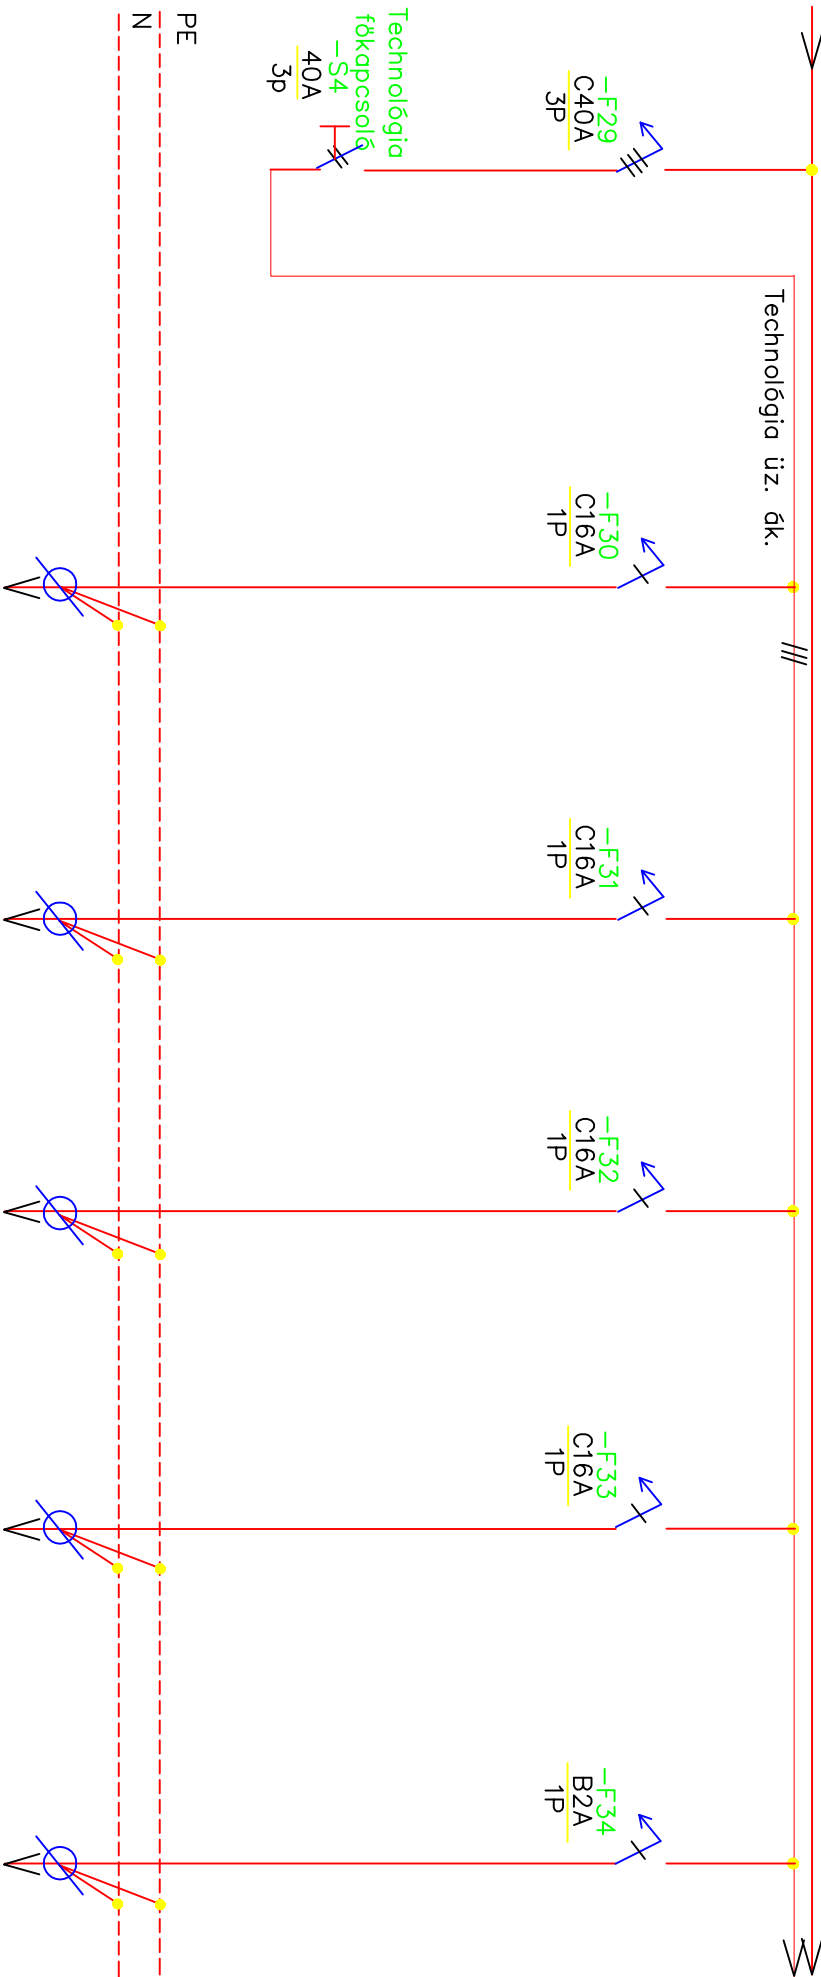 PE
N
Technológia
főkapcsoló
-S4
40A
3p
-F29
C40A
3P
Technológia üz. ák.
-F30
C16A
1P
-F31
C16A
1P
-F32
C16A
1P
-F33
C16A
1P
-F34
B2A
1P